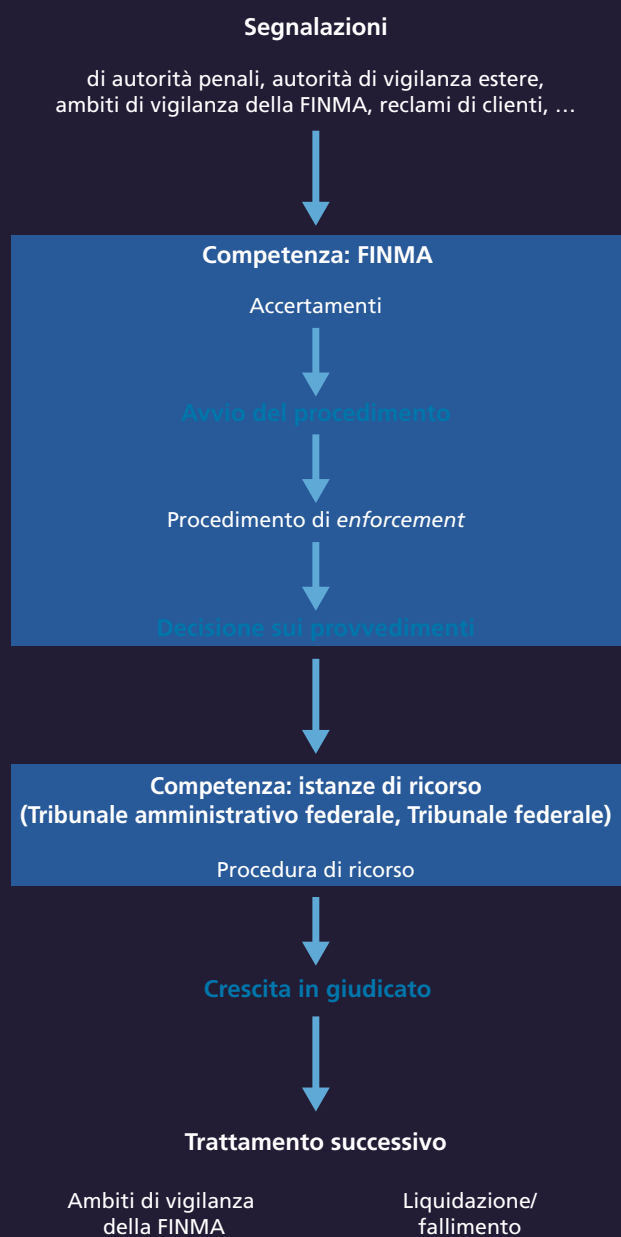 Segnalazioni
di autorità penali, autorità di vigilanza estere,
ambiti di vigilanza della FINMA, reclami di clienti, …
Competenza: FINMA
Accertamenti
Avvio del procedimento
Procedimento di enforcement
Decisione sui provvedimenti
Competenza: istanze di ricorso
(Tribunale amministrativo federale, Tribunale federale)
Procedura di ricorso
Crescita in giudicato
Trattamento successivo
Ambiti di vigilanza
della FINMA
Liquidazione/
fallimento